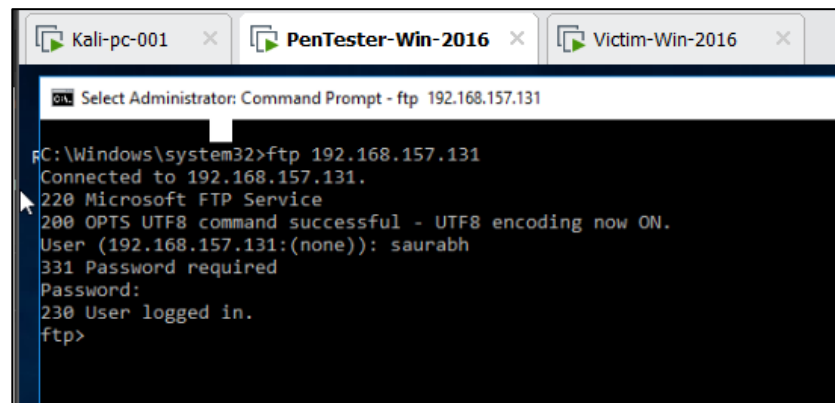 Kali-pc-001 PenTester-Win-2016 Victim-Win-2016
Select Administrator: Command Prompt - ftp 192.168.157.131
C:\Windows\system32>ftp 192.168.157.131
Connected to 192.168.157.131.
220 Microsoft FTP Service
200 OPTS UTF8 command successful - UTF8 encoding now ON.
User (192.168.157.131:(none)): saurabh
331 Password required
Password:
230 User logged in.
ftp>